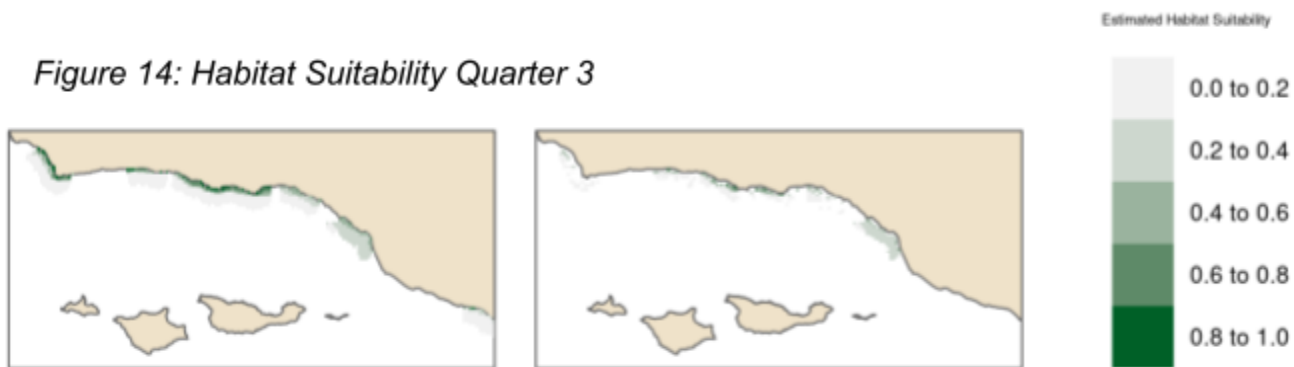 Estimated Habitat Suitability
Figure 14: Habitat Suitability Quarter 3
0.0 to 0.2
0.2 to 0.4
0.4 to 0.6
0.6 to 0.8
0.8 to 1.0